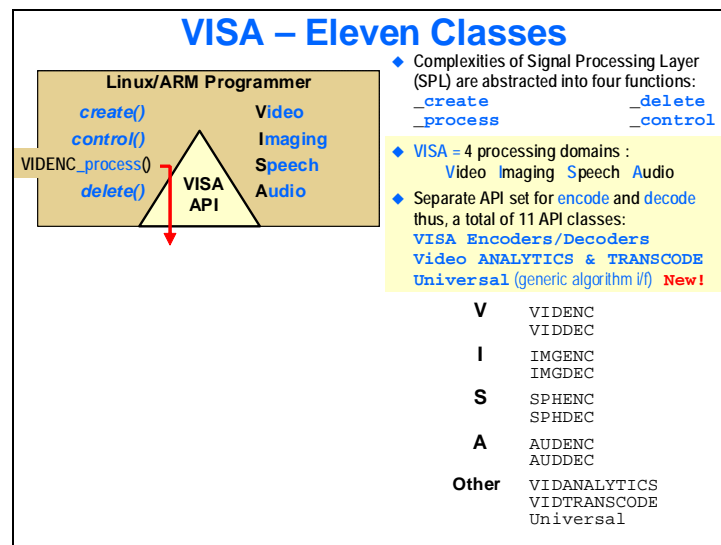 VISA – Eleven Classes
Linux/ARM Programmer
create()
control()
VIDENC_process()
delete()
Video
Imaging
Speech
Audio
VISA
API
◆ Complexities of Signal Processing Layer
(SPL) are abstracted into four functions:
_create _delete
_process _control
◆ VISA = 4 processing domains :
Video Imaging Speech Audio
◆ Separate API set for encode and decode
thus, a total of 11 API classes:
VISA Encoders/Decoders
Video ANALYTICS & TRANSCODE
Universal (generic algorithm i/f) New!
V VIDENC
VIDDEC
I IMGENC
IMGDEC
S SPHENC
SPHDEC
A AUDENC
AUDDEC
Other VIDANALYTICS
VIDTRANSCODE
Universal